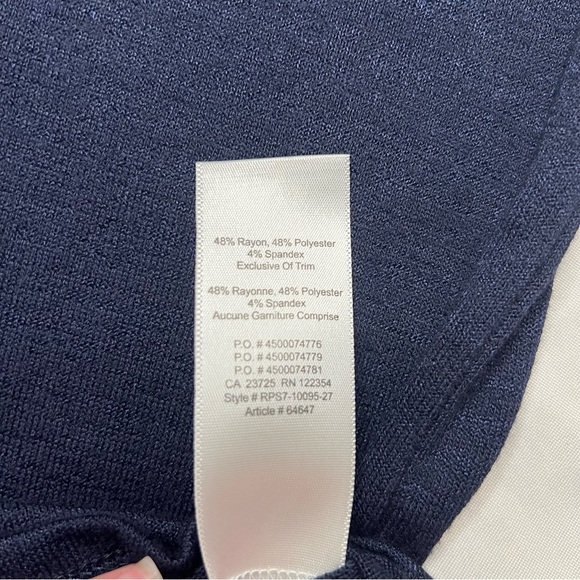 48% Rayon, 48% Polyester
4% Spandex
Exclusive Of Trim
48% Rayonne, 48% Polyester
4% Spandex
Aucune Garniture Comprise
P.O. # 4500074776
P.O. # 4500074779
P.O. # 4500074781
CA 23725 RN 122354
Style # RPS7-10095-27
Article # 64647